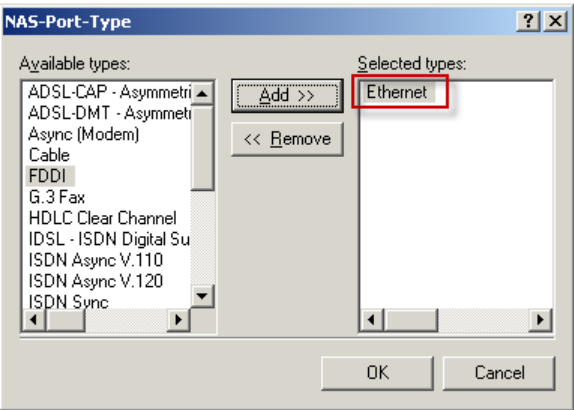 NAS-Port-Type
Available types:
ADSL-CAP - Asymmetri
ADSL-DMT - Asymmetr
Async (Modem)
Cable
FDDI
G.3 Fax
HDLC Clear Channel
IDSL - ISDN Digital Su
ISDN Async V.110
ISDN Async V.120
ISDN Sync
Add >>
<< Remove
Selected types:
Ethernet
OK
Cancel